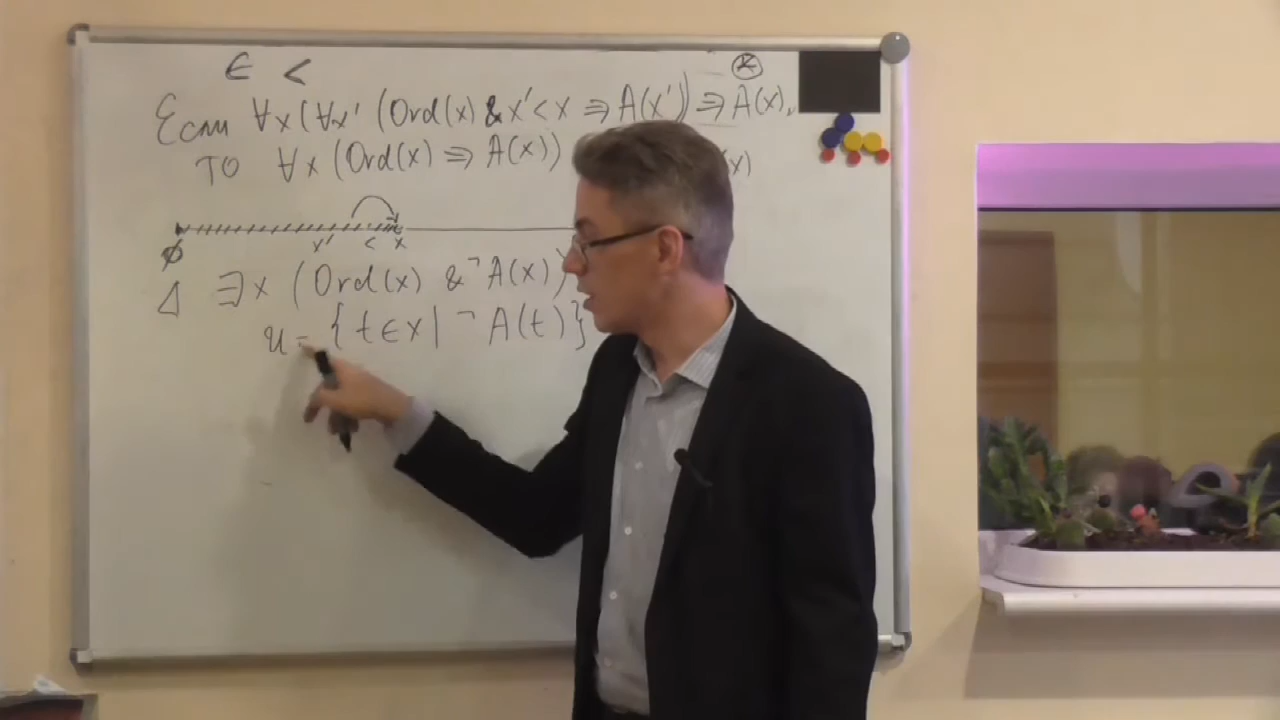 ∈ <
Если ∀x(∀x' (Ord(x) & x'<x ⇒ A(x')) ⇒ A(x),
то ∀x (Ord(x) ⇒ A(x)) x)
x' < x
∅
Δ ∃x (Ord(x) & ¬A(x)
u = {t∈x | ¬A(t)}